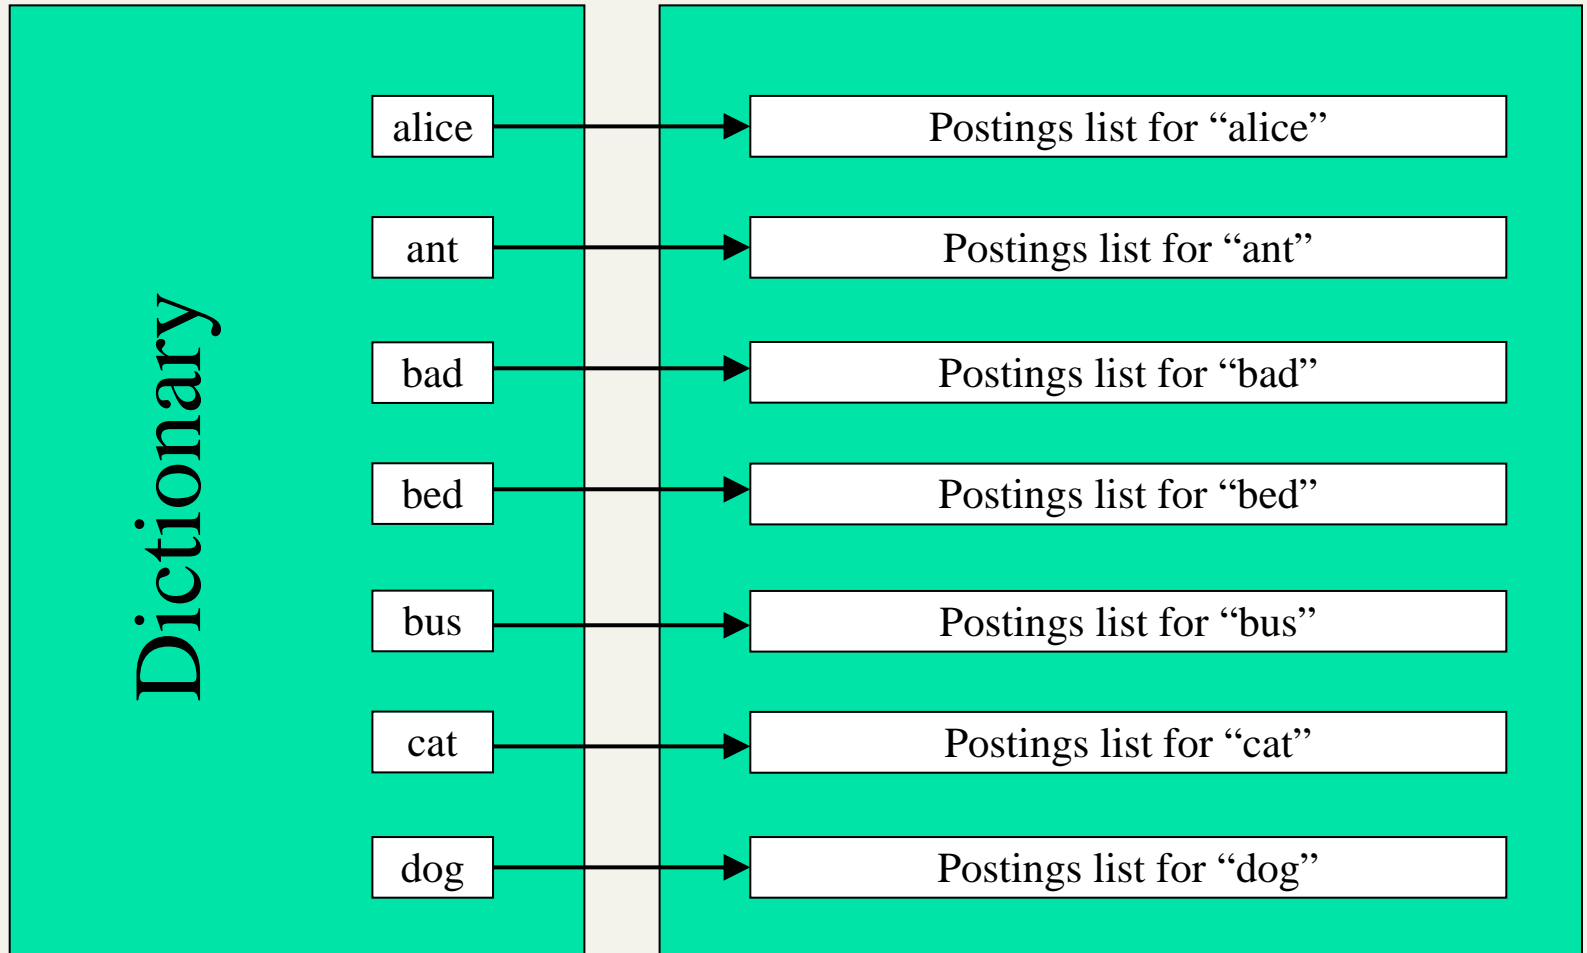 Dictionary
alice
Postings list for “alice”
ant
Postings list for “ant”
bad
Postings list for “bad”
bed
Postings list for “bed”
bus
Postings list for “bus”
cat
Postings list for “cat”
dog
Postings list for “dog”